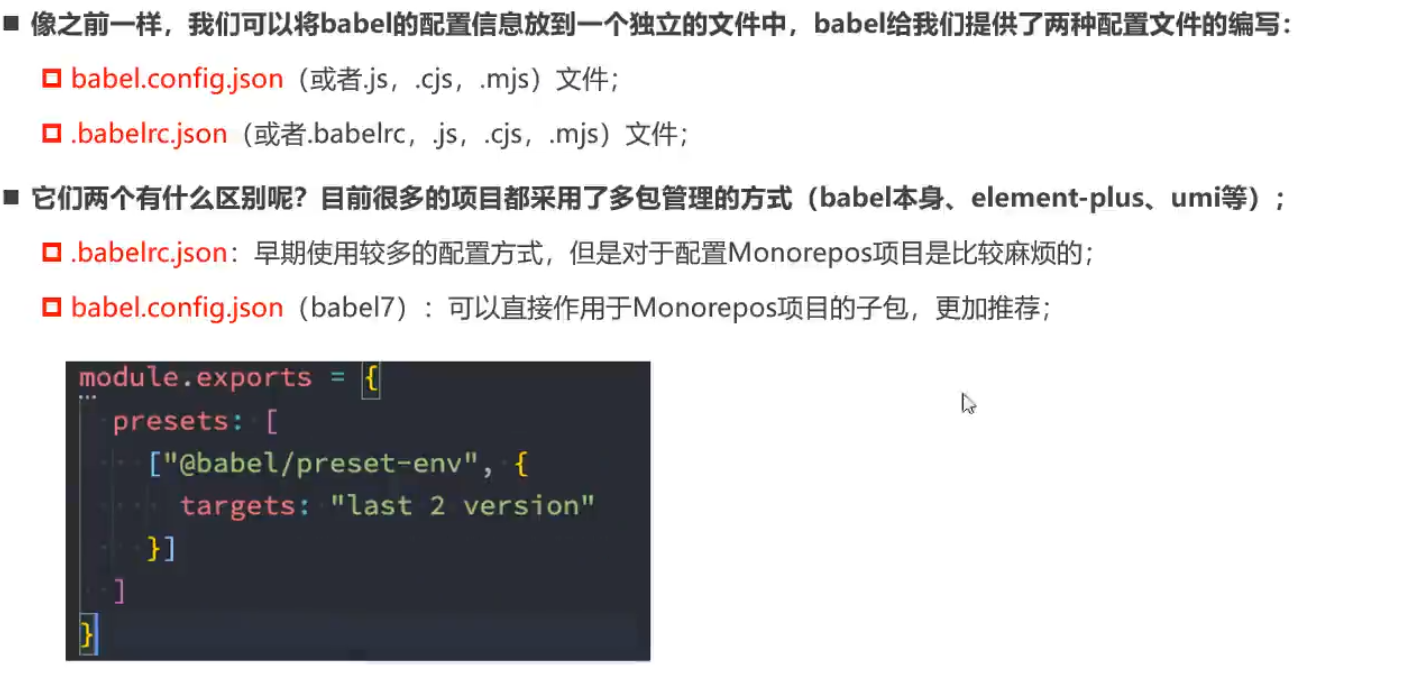 像之前一样，我们可以将babel的配置信息放到一个独立的文件中，babel给我们提供了两种配置文件的编写：
babel.config.json（或者.js，.cjs，.mjs）文件；
.babelrc.json（或者.babelrc，.js，.cjs，.mjs）文件；
它们两个有什么区别呢？目前很多的项目都采用了多包管理的方式（babel本身、element-plus、umi等）；
.babelrc.json：早期使用较多的配置方式，但是对于配置Monorepos项目是比较麻烦的；
babel.config.json（babel7）：可以直接作用于Monorepos项目的子包，更加推荐；
module.exports = {
presets: [
["@babel/preset-env", {
targets: "last 2 version"
}]
]
}